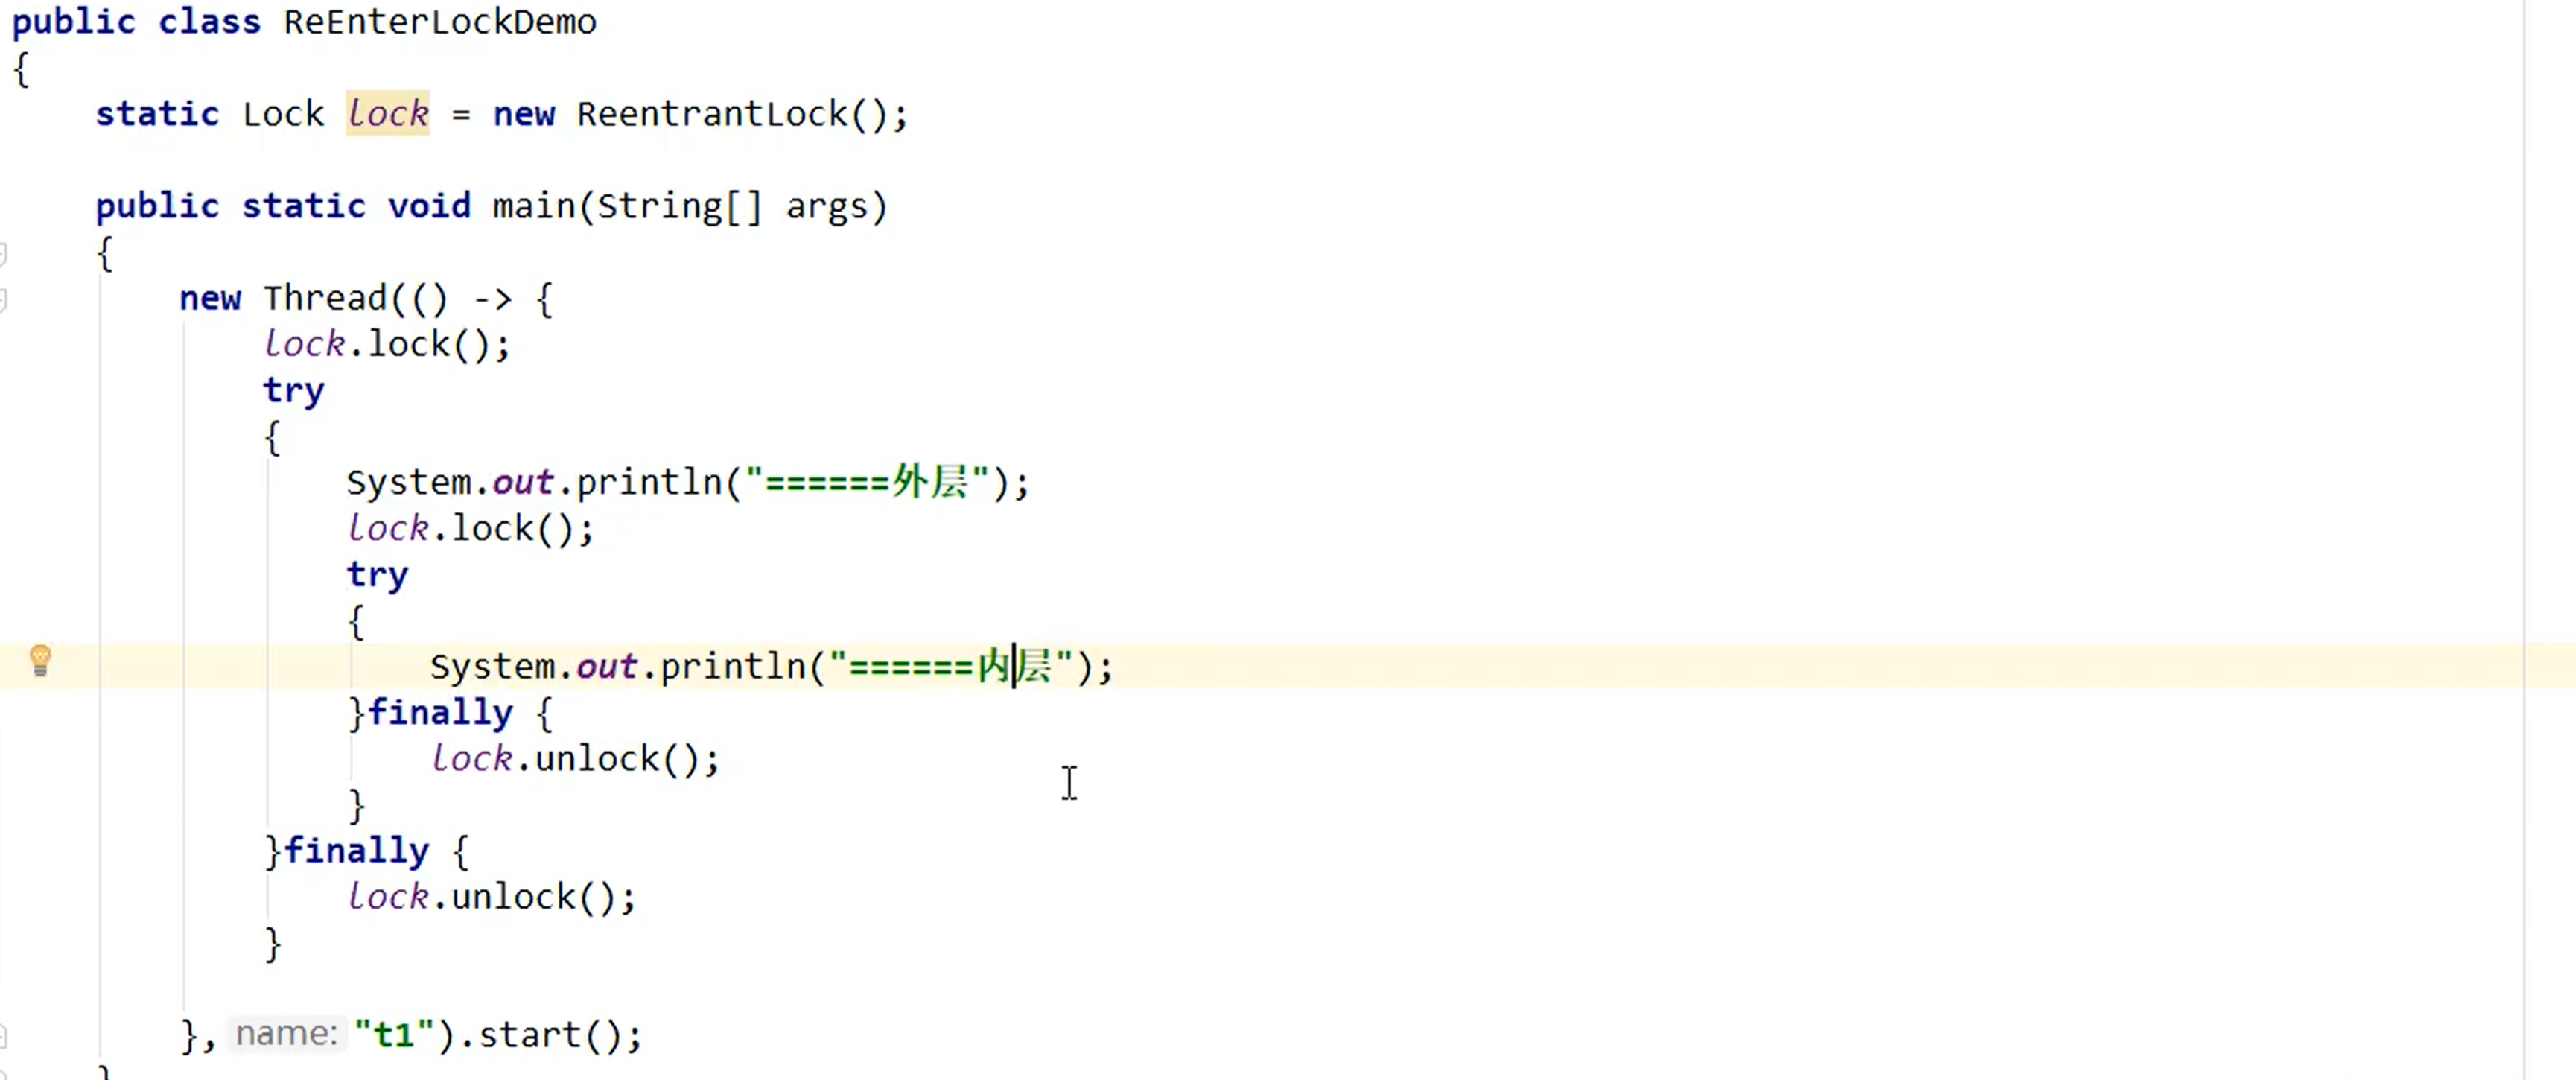 public class ReEnterLockDemo
{
    static Lock lock = new ReentrantLock();
    public static void main(String[] args)
    {
        new Thread(() -> {
            lock.lock();
            try
            {
                System.out.println("======外层");
                lock.lock();
                try
                {
                    System.out.println("======内层");
                }finally {
                    lock.unlock();
                }
            }finally {
                lock.unlock();
            }
        }, name: "t1").start();
    }